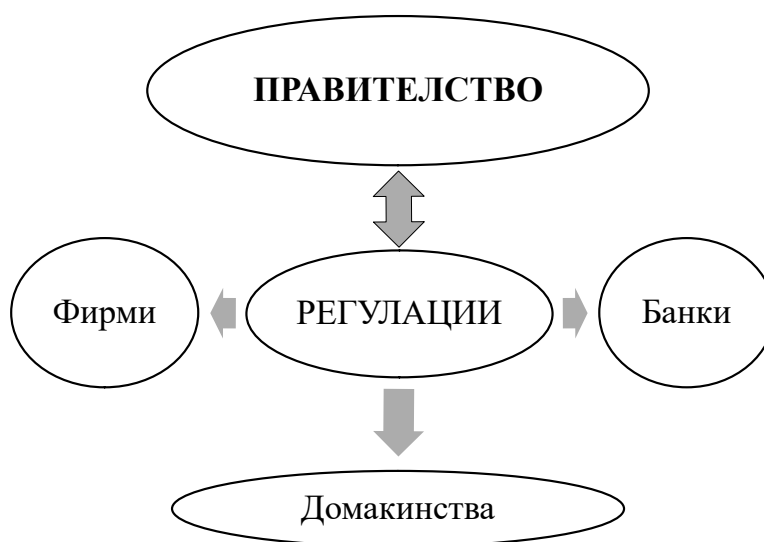 ПРАВИТЕЛСТВО
Фирми
РЕГУЛАЦИИ
Банки
Домакинства